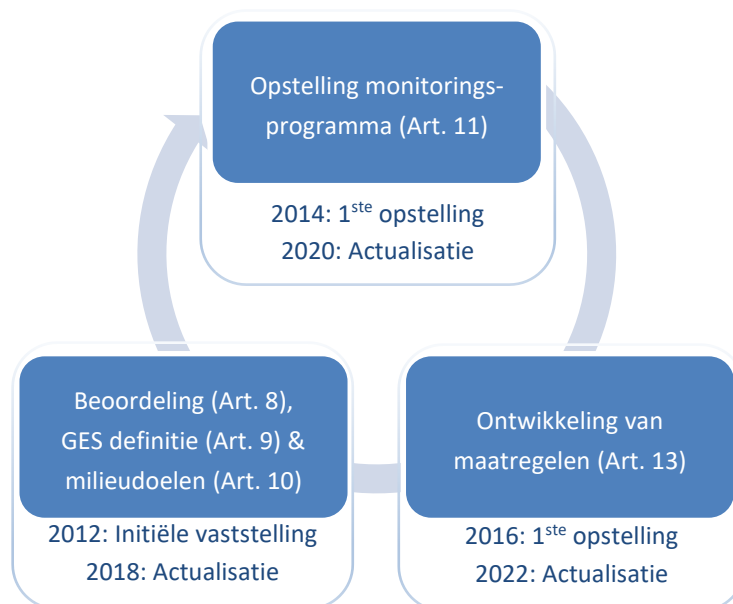 Opstelling monitorings-
programma (Art. 11)
2014: 1ste opstelling
2020: Actualisatie
Beoordeling (Art. 8),
GES definitie (Art. 9) &
milieudoelen (Art. 10)
2012: Initiële vaststelling
2018: Actualisatie
Ontwikkeling van
maatregelen (Art. 13)
2016: 1ste opstelling
2022: Actualisatie